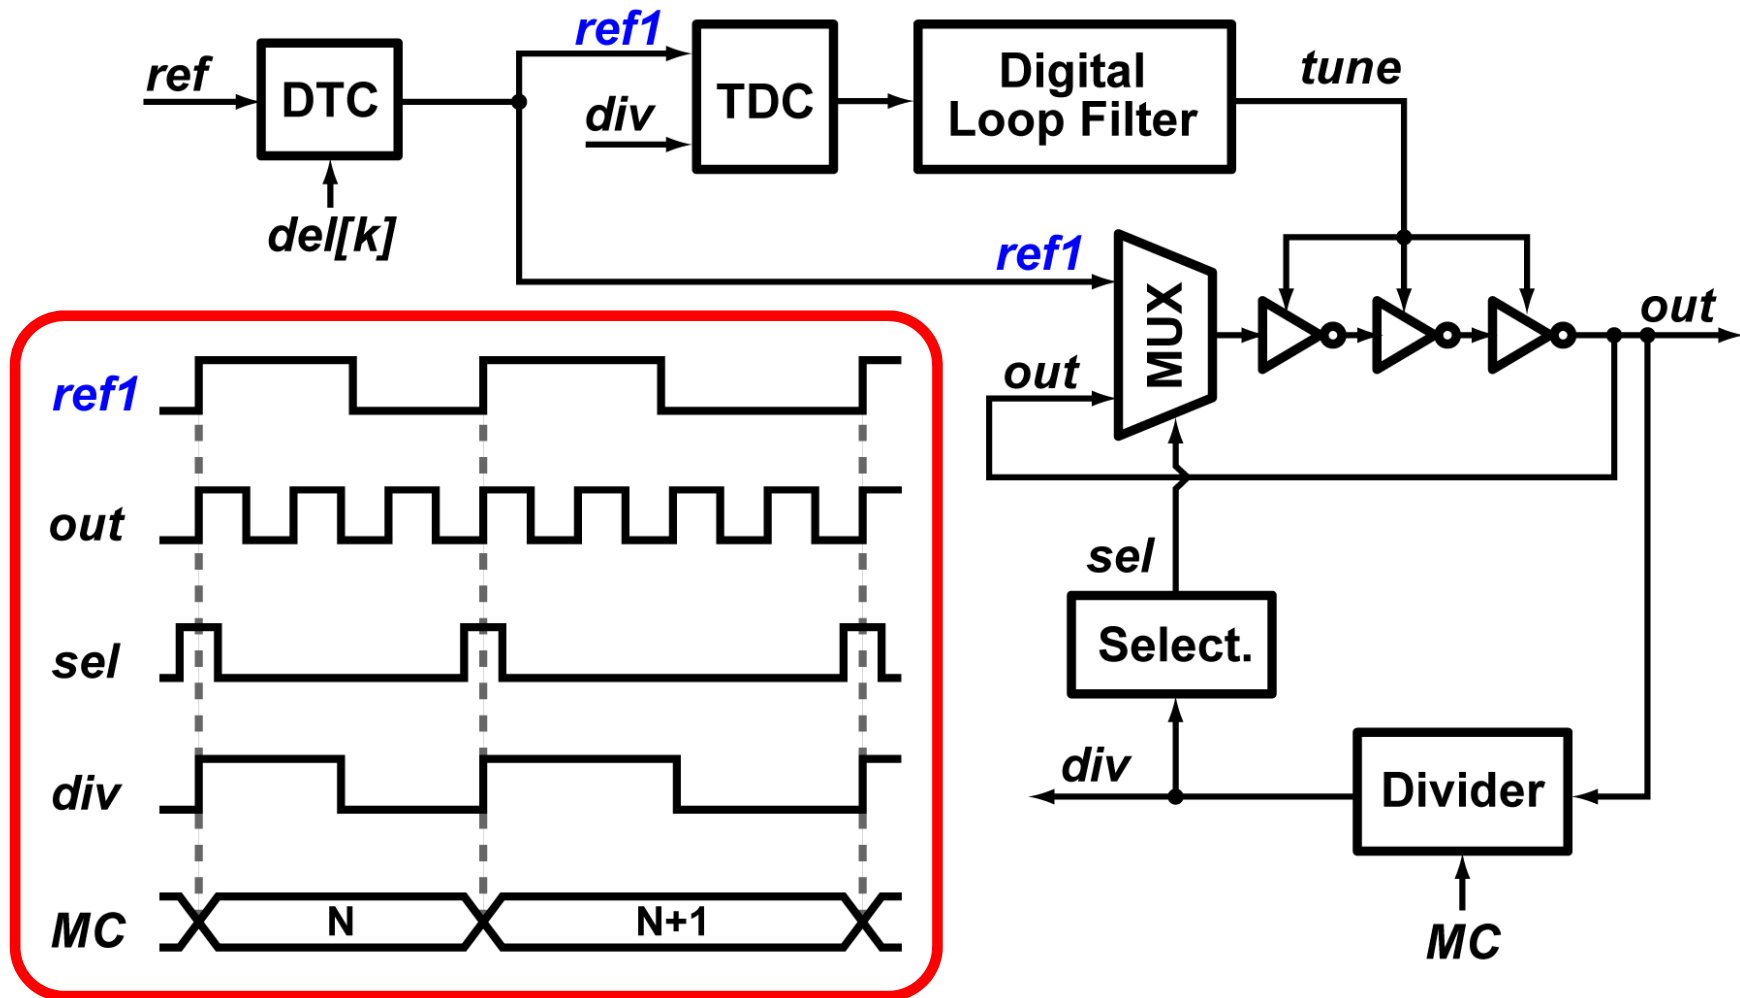 ref
DTC
del[k]
ref1
div
TDC
Digital
Loop Filter
tune
ref1
out
MUX
out
sel
Select.
div
Divider
MC
ref1
out
sel
div
MC
N
N+1